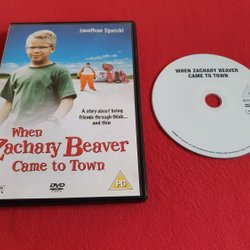 jonathan lipnicki
A story about being
friends through thick...
and thin
When
Zachary Beaver
Came to Town
DVD
VIDEO
PG
WHEN ZACHARY BEAVER
CAME TO TOWN